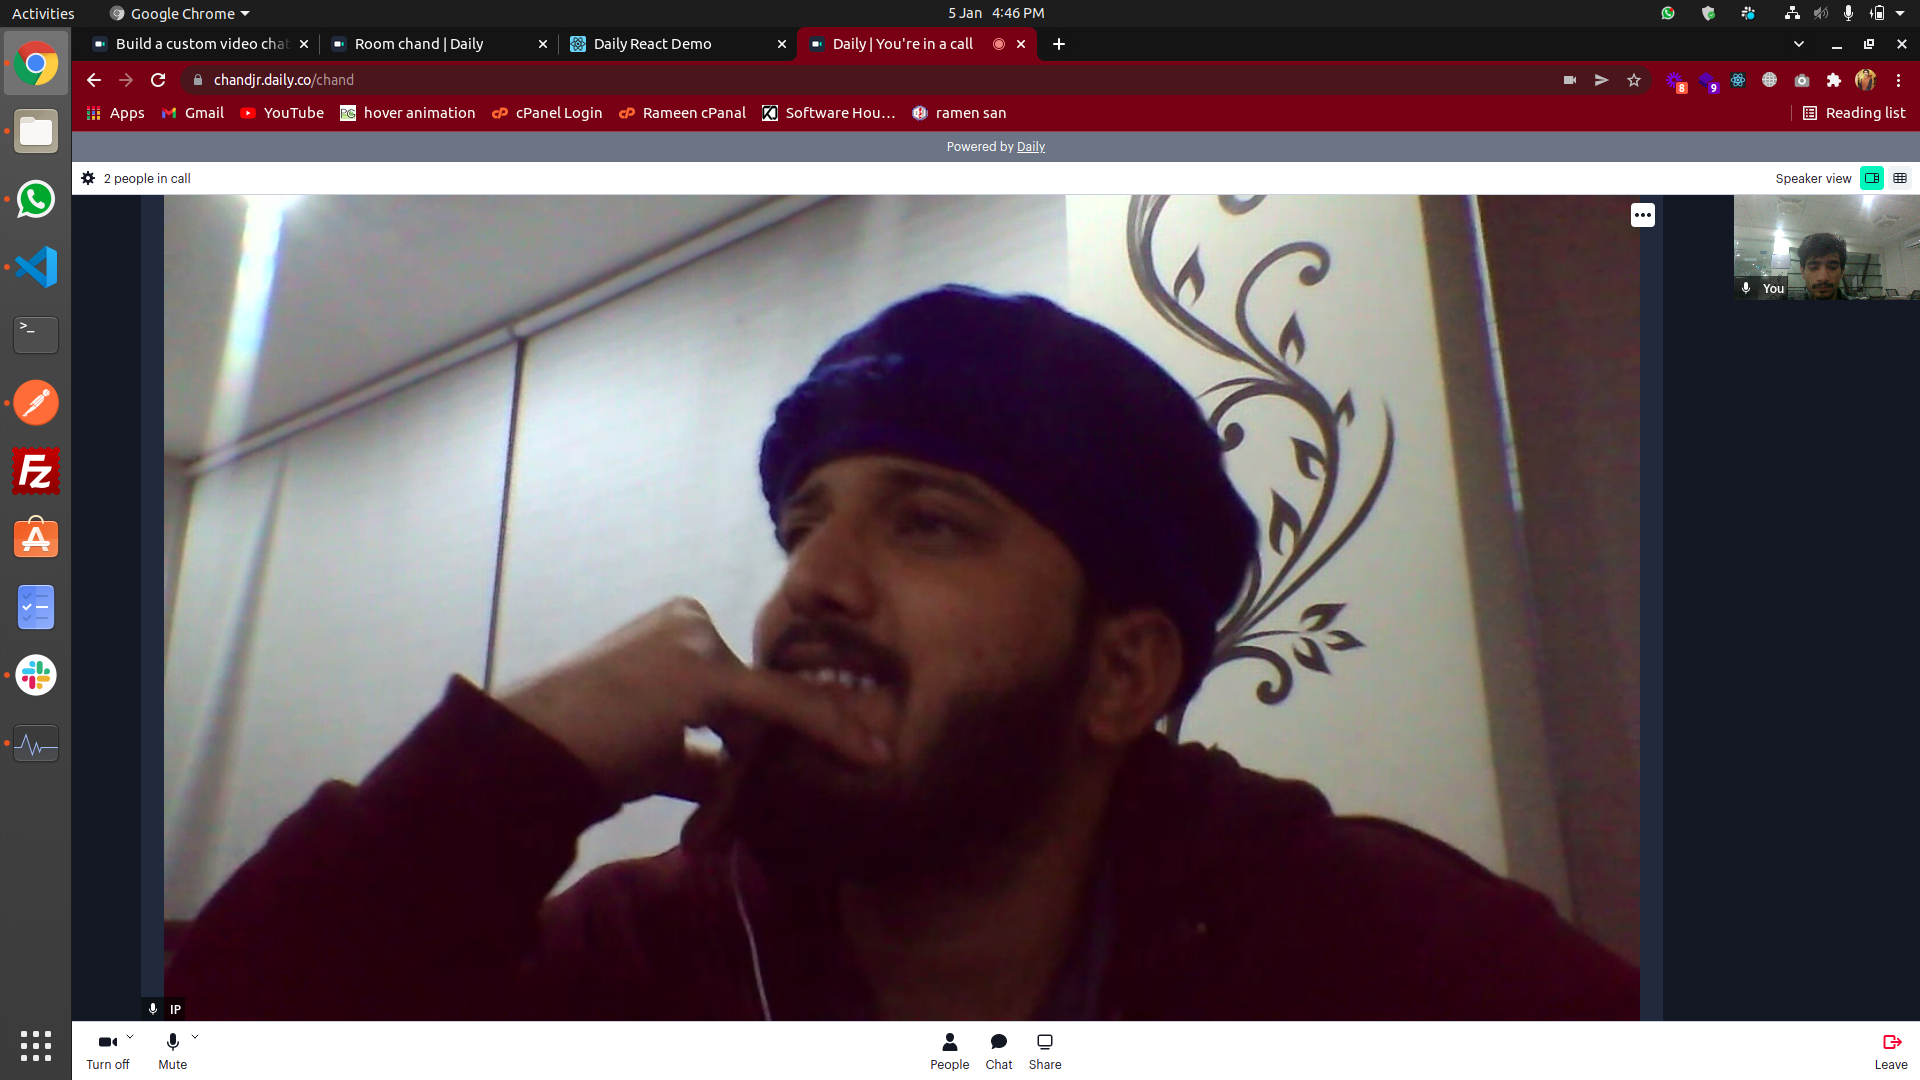 Activities
Google Chrome
5 Jan 4:46 PM
Build a custom video chat
Room chand | Daily
Daily React Demo
Daily | You're in a call
chandjr.daily.co/chand
8
9
Apps
Gmail
YouTube
hover animation
cPanel Login
Rameen cPanal
Software Hou…
ramen san
Reading list
Powered by Daily
2 people in call
Speaker view
You
IP
Turn off
Mute
People
Chat
Share
Leave